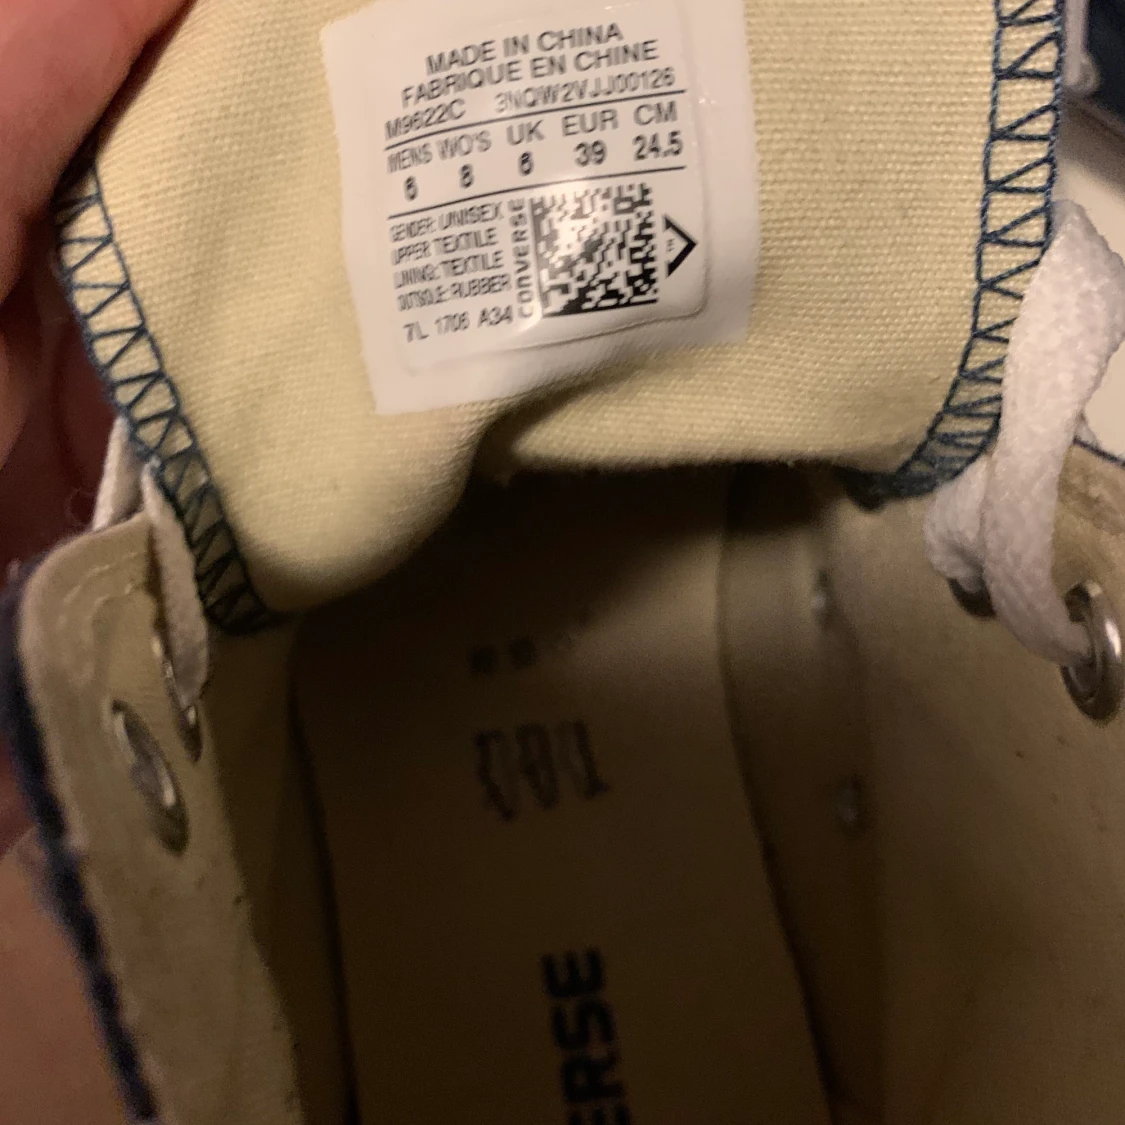 MADE IN CHINA
FABRIQUE EN CHINE
M9622C 3NQW2VJJ00126
MENS WO'S UK EUR CM
6 8 6 39 24.5
GENDER: UNISEX
UPPER: TEXTILE
LINING: TEXTILE
OUTSOLE: RUBBER
CONVERSE
7L 1706 A34
ERSE